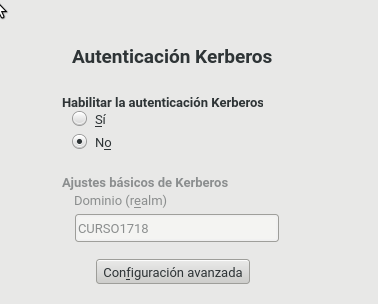 Autenticación Kerberos
Habilitar la autenticación Kerberos
Sí
No
Ajustes básicos de Kerberos
Dominio (realm)
CURSO1718
Configuración avanzada